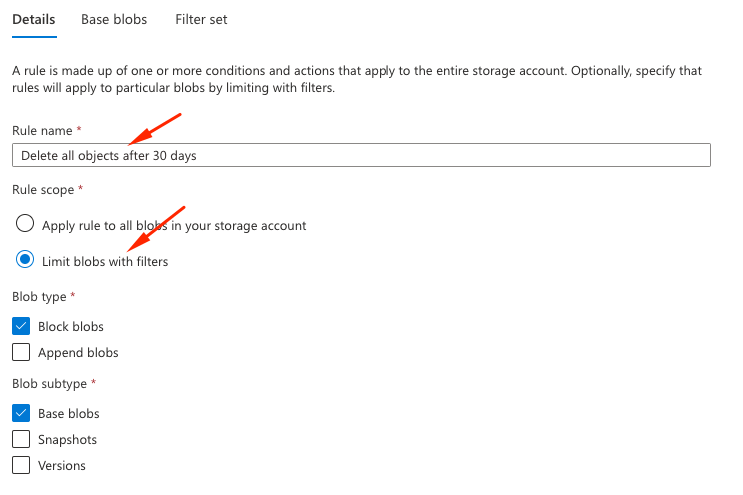 Details Base blobs Filter set
A rule is made up of one or more conditions and actions that apply to the entire storage account. Optionally, specify that
rules will apply to particular blobs by limiting with filters.
Rule name *
Delete all objects after 30 days
Rule scope *
Apply rule to all blobs in your storage account
Limit blobs with filters
Blob type *
Block blobs
Append blobs
Blob subtype *
Base blobs
Snapshots
Versions